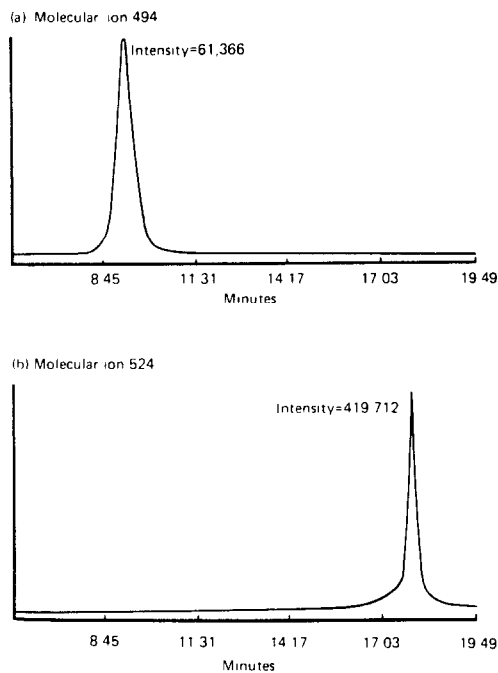 (a) Molecular ion 494
Intensity=61,366
8 45 11 31 14 17 17 03 19 49
Minutes
(b) Molecular ion 524
Intensity=419 712
8 45 11 31 14 17 17 03 19 49
Minutes